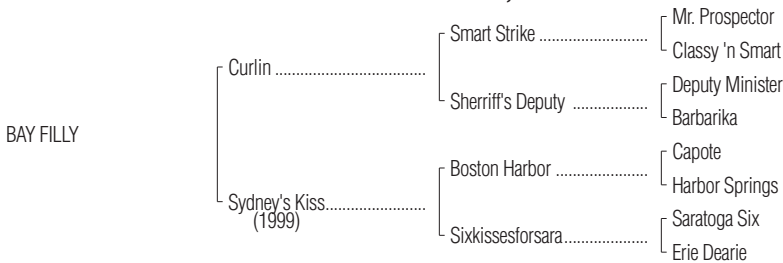 Mr. Prospector
Smart Strike ......................
Classy 'n Smart
Curlin ..................................
Deputy Minister
Sherriff's Deputy ...............
Barbarika
BAY FILLY
Capote
Boston Harbor ...................
Harbor Springs
Sydney's Kiss.......................
(1999)
Saratoga Six
Sixkissesforsara.................
Erie Dearie